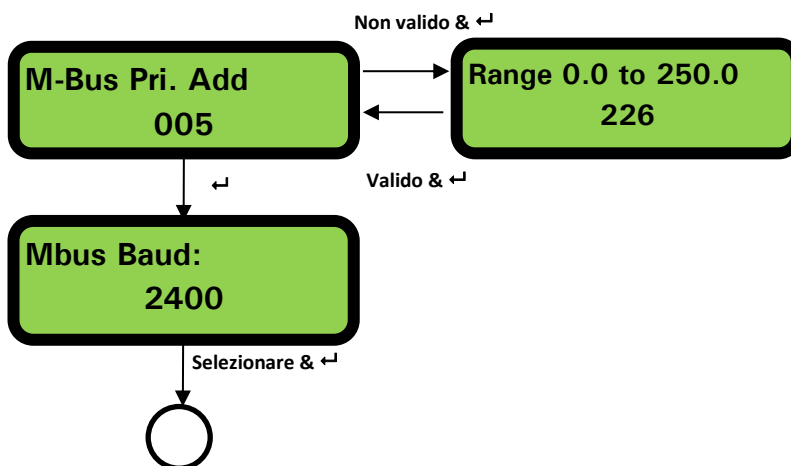 Non valido & ↵
M-Bus Pri. Add
005
Range 0.0 to 250.0
226
Valido & ↵
↵
Mbus Baud:
2400
Selezionare & ↵